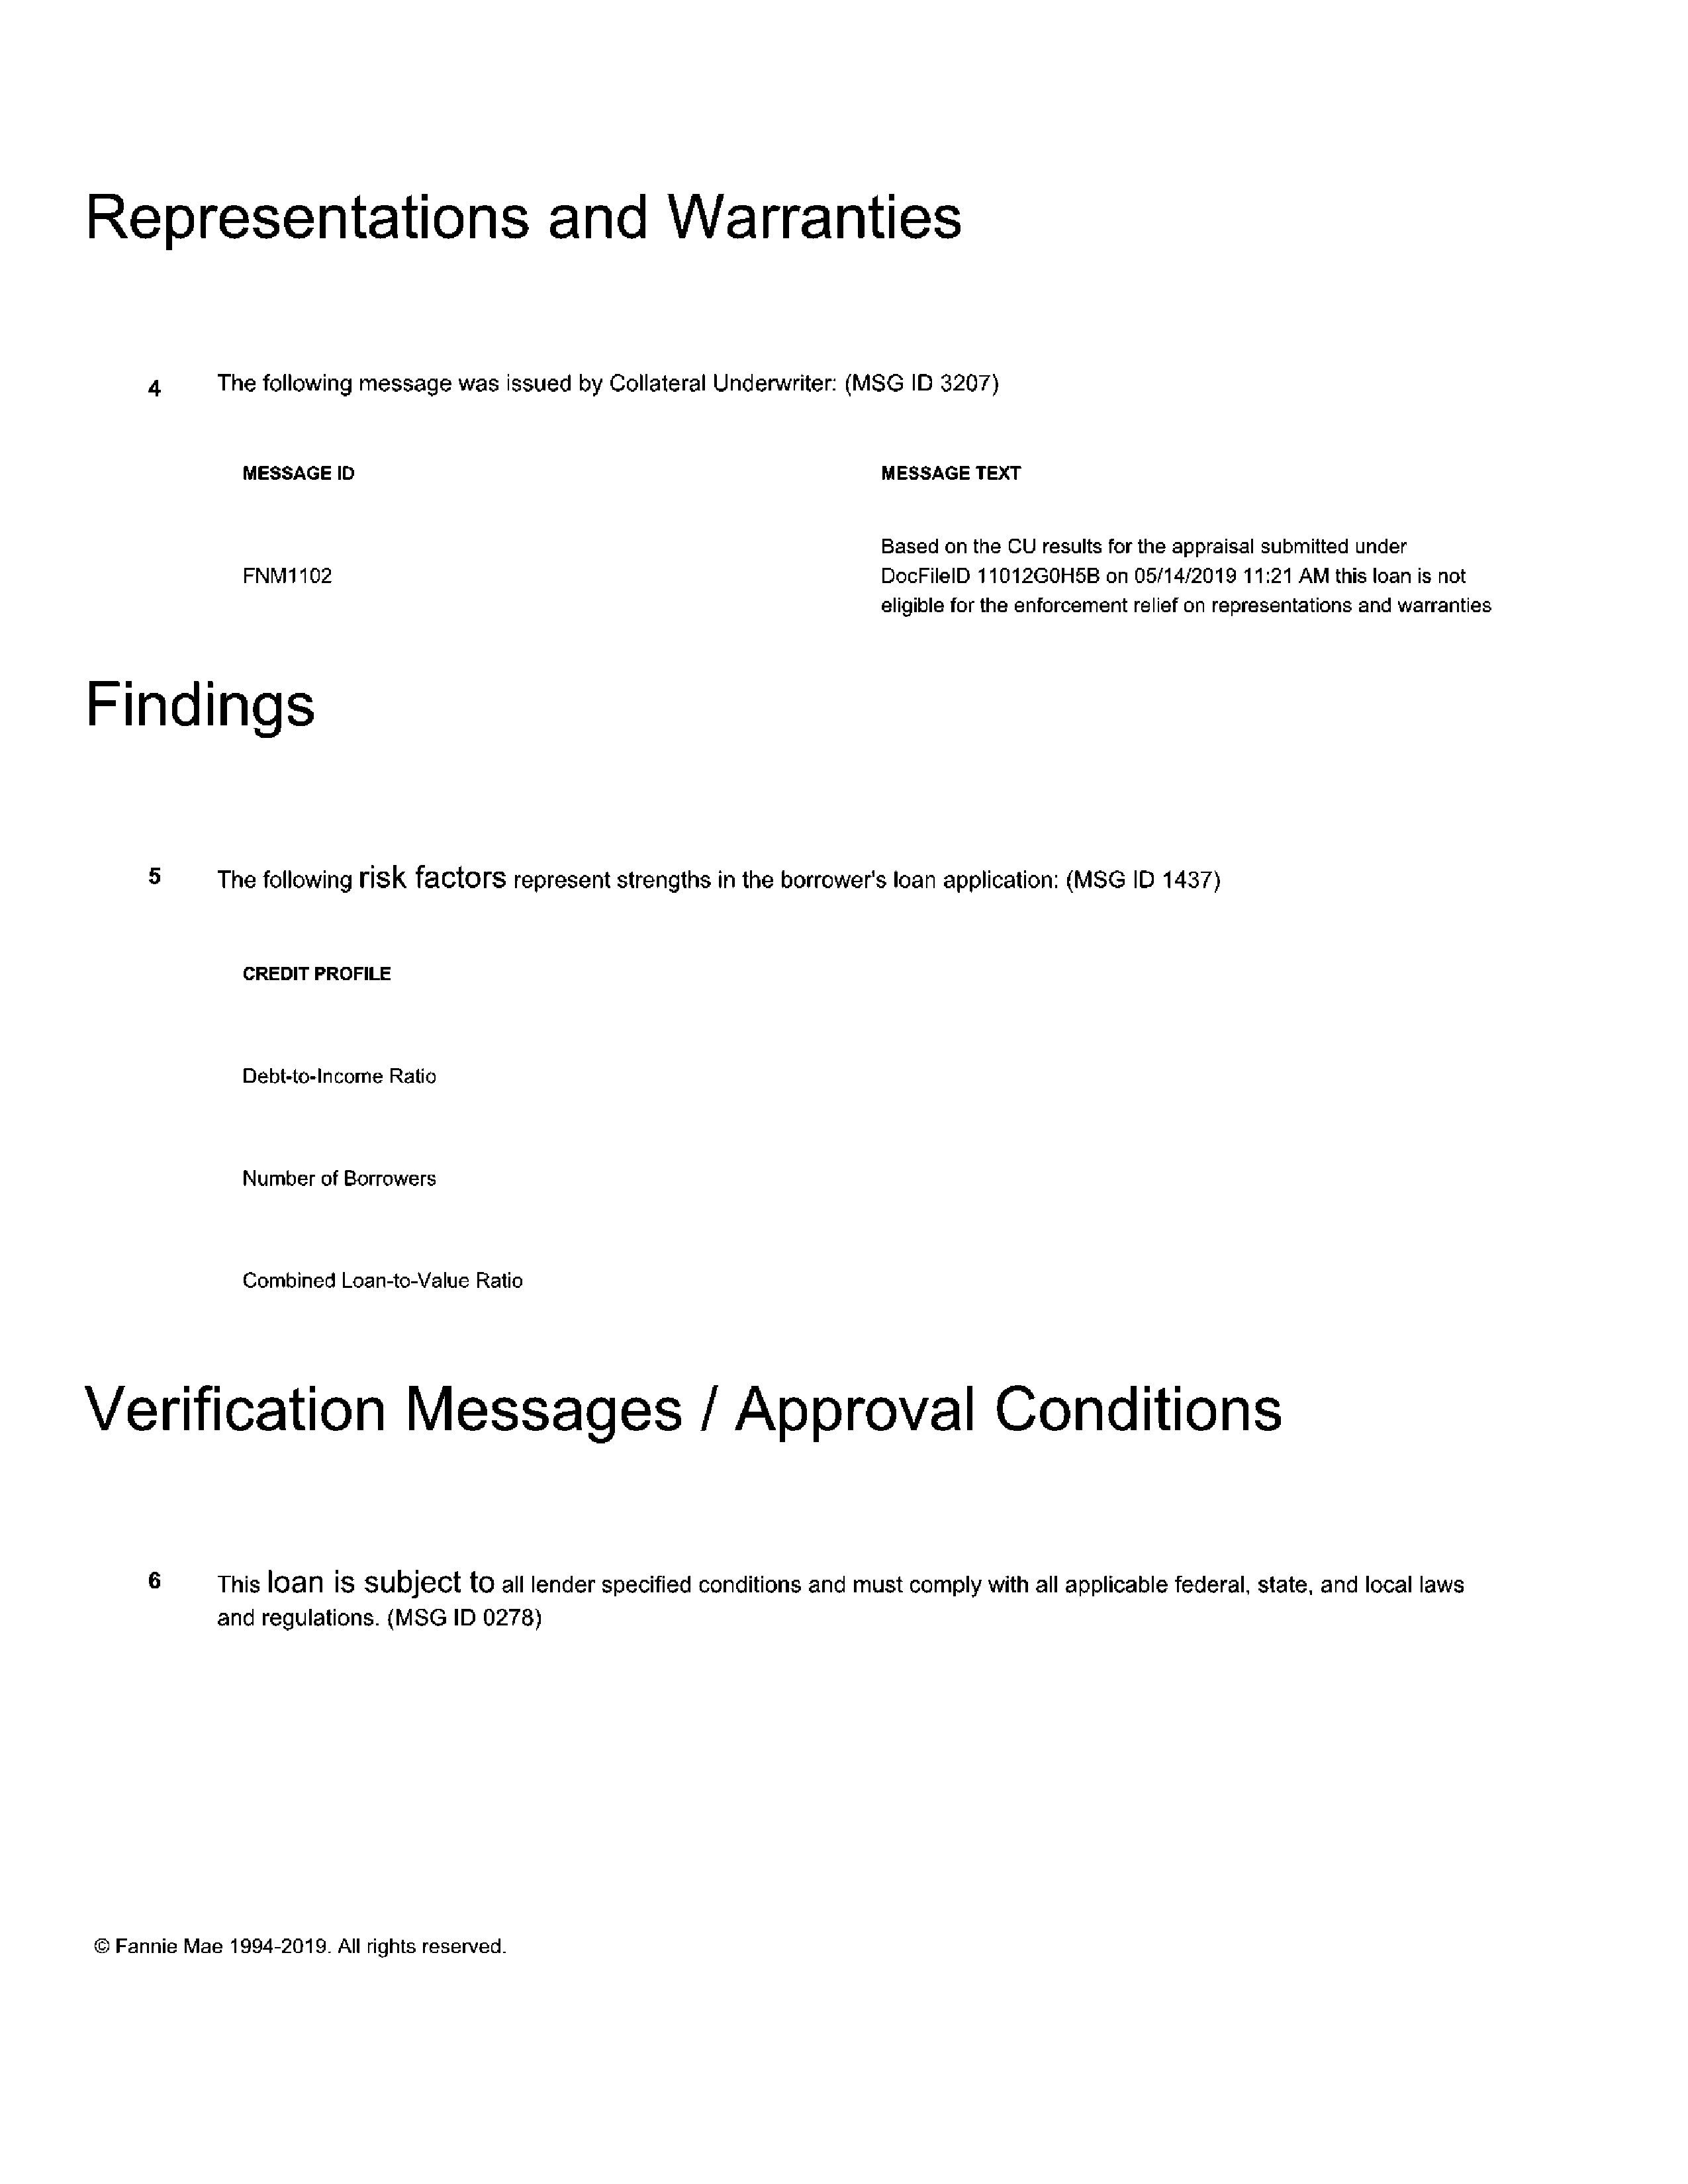 Representations and Warranties
4 The following message was issued by Collateral Underwriter: (MSG ID 3207)
MESSAGE ID MESSAGE TEXT
Based on the CU results for the appraisal submitted under
FNM1102 DocFileID 11012G0H5B on 05/14/2019 11:21 AM this loan is not
eligible for the enforcement relief on representations and warranties
Findings
5 The following risk factors represent strengths in the borrower's loan application: (MSG ID 1437)
CREDIT PROFILE
Debt-to-Income Ratio
Number of Borrowers
Combined Loan-to-Value Ratio
Verification Messages / Approval Conditions
6 This loan is subject to all lender specified conditions and must comply with all applicable federal, state, and local laws
and regulations. (MSG ID 0278)
© Fannie Mae 1994-2019. All rights reserved.